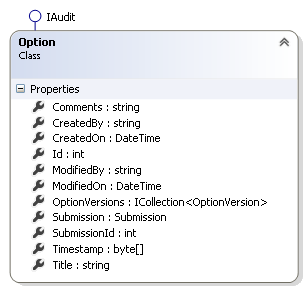 IAudit
Option
Class
Properties
Comments : string
CreatedBy : string
CreatedOn : DateTime
Id : int
ModifiedBy : string
ModifiedOn : DateTime
OptionVersions : ICollection<OptionVersion>
Submission : Submission
SubmissionId : int
Timestamp : byte[]
Title : string